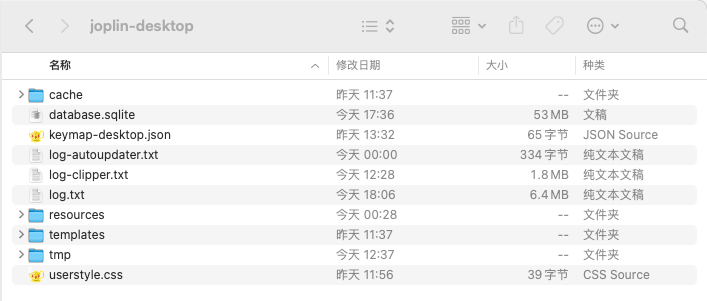 joplin-desktop
名称 修改日期 大小 种类
cache 昨天 11:37 -- 文件夹
database.sqlite 今天 17:36 53 MB 文稿
keymap-desktop.json 昨天 13:32 65 字节 JSON Source
log-autoupdater.txt 今天 00:00 334 字节 纯文本文稿
log-clipper.txt 今天 12:28 1.8 MB 纯文本文稿
log.txt 今天 18:06 6.4 MB 纯文本文稿
resources 今天 00:28 -- 文件夹
templates 昨天 11:37 -- 文件夹
tmp 今天 12:37 -- 文件夹
userstyle.css 昨天 11:56 39 字节 CSS Source